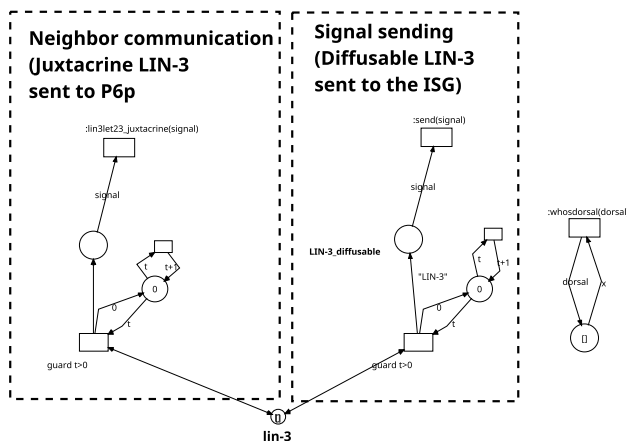 Neighbor communication
(Juxtacrine LIN-3
sent to P6p
Signal sending
(Diffusable LIN-3
sent to the ISG)
:lin3let23_juxtacrine(signal)
:send(signal)
signal
signal
:whosdorsal(dorsal
LIN-3_diffusable
t
t+1
t
t+1
"LIN-3"
dorsal
x
0
0
0
0
t
t
[]
guard t>0
guard t>0
[]
lin-3